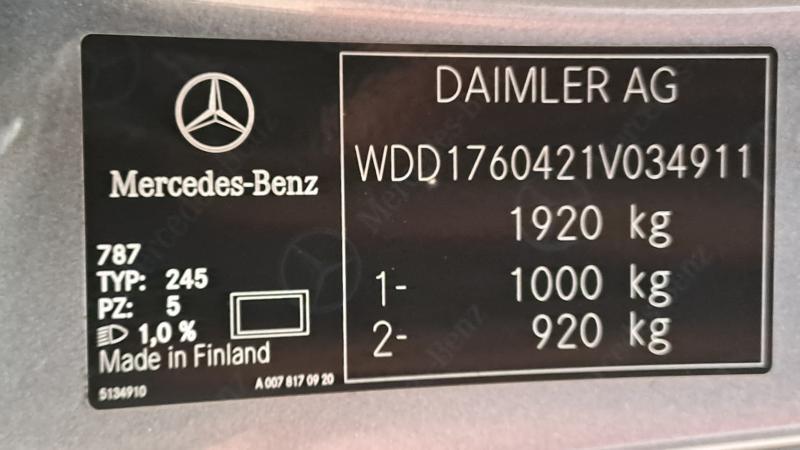 Mercedes-Benz
787
TYP: 245
PZ: 5
1,0 %
Made in Finland
5134910
A 007 817 09 20
DAIMLER AG
WDD1760421V034911
1920 kg
1- 1000 kg
2- 920 kg